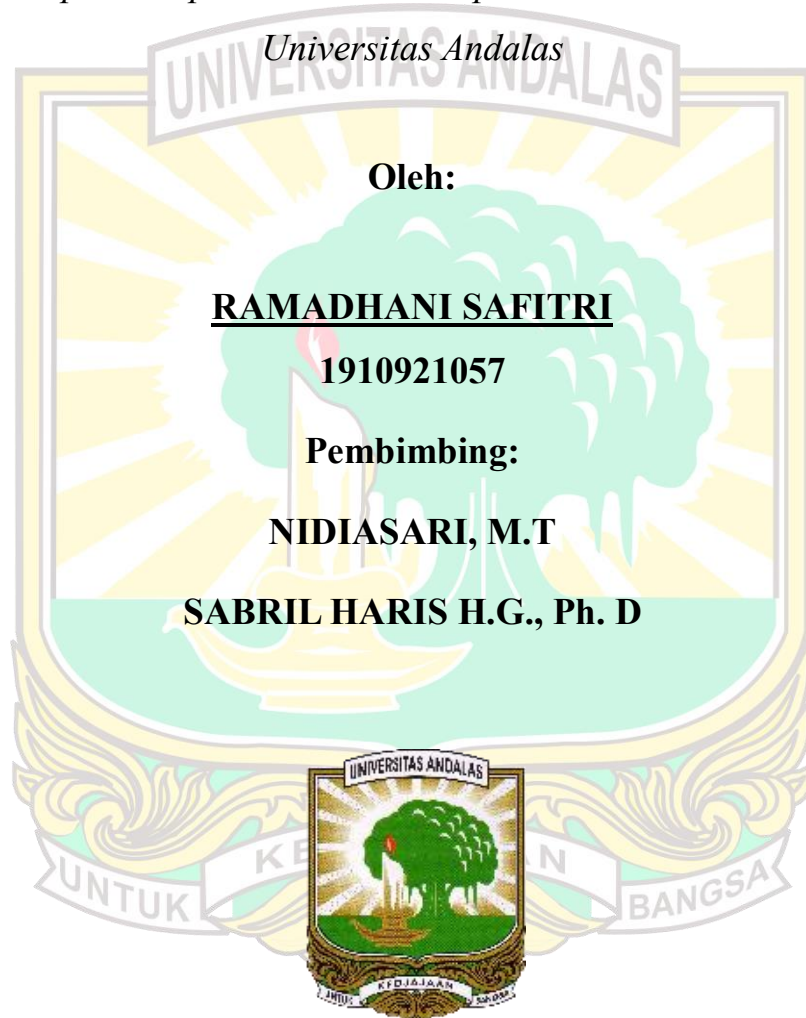 Universitas Andalas
UNIVERSITAS ANDALAS
Oleh:
RAMADHANI SAFITRI
1910921057
Pembimbing:
NIDIASARI, M.T
SABRIL HARIS H.G., Ph. D
UNIVERSITAS ANDALAS
UNTUK
BANGSA
UNTUK KEDJAJAAN BANGSA